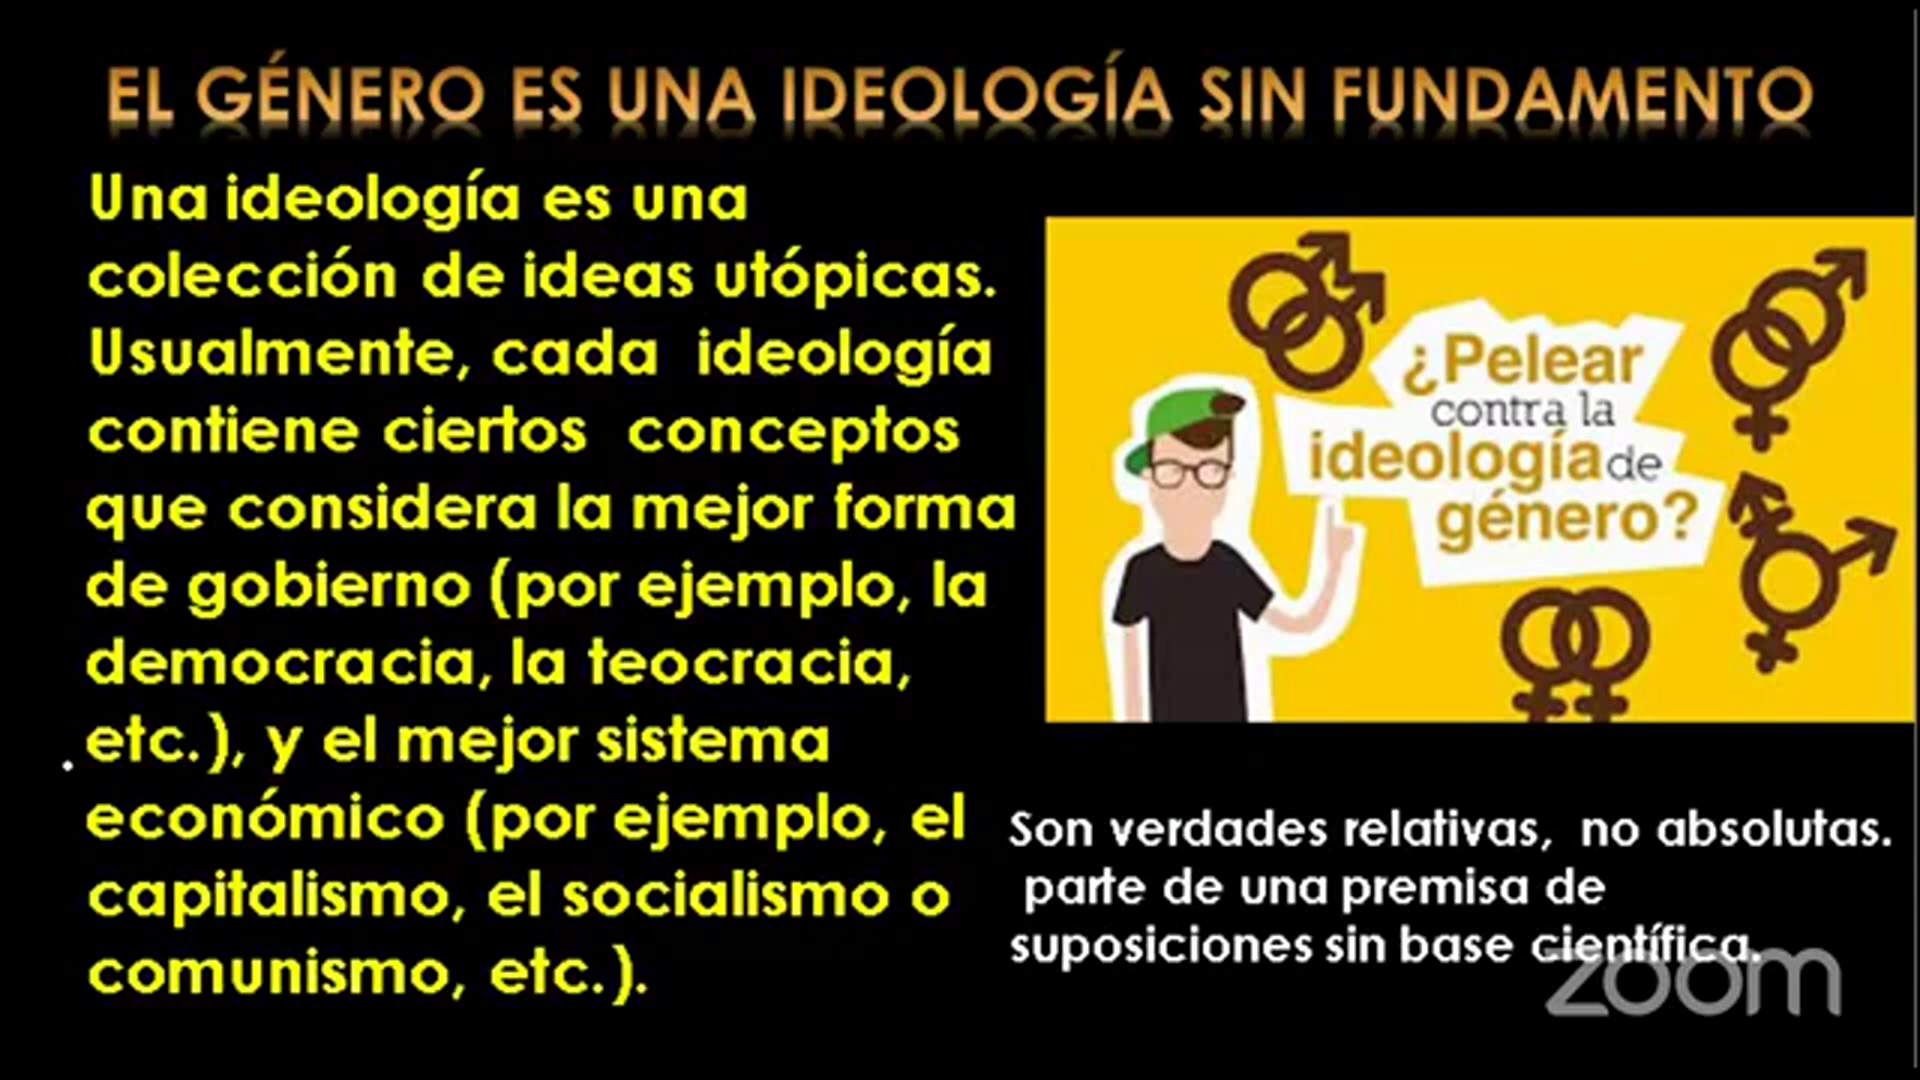 EL GÉNERO ES UNA IDEOLOGÍA SIN FUNDAMENTO
Una ideología es una
colección de ideas utópicas.
Usualmente, cada ideología
contiene ciertos conceptos
que considera la mejor forma
de gobierno (por ejemplo, la
democracia, la teocracia,
etc.), y el mejor sistema
económico (por ejemplo, el
capitalismo, el socialismo o
comunismo, etc.).
¿Pelear
contra la
ideología de
género?
Son verdades relativas, no absolutas.
parte de una premisa de
suposiciones sin base científica.
zoom